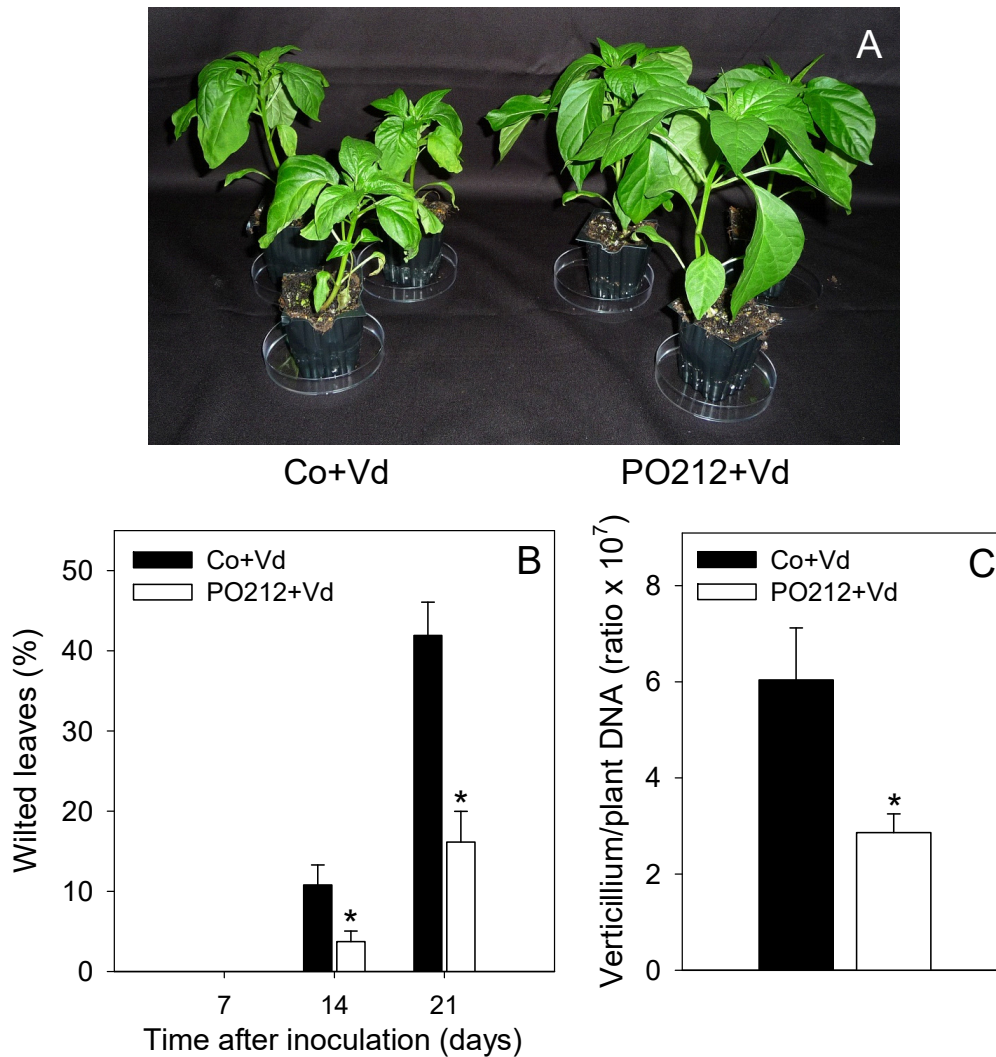 A
Co+Vd PO212+Vd
B
Co+Vd
PO212+Vd
Wilted leaves (%)
50
40
30
20
10
0
7 14 21
Time after inoculation (days)
C
Co+Vd
PO212+Vd
Verticillium/plant DNA (ratio x 10⁷)
8
6
4
2
0
*
*
*